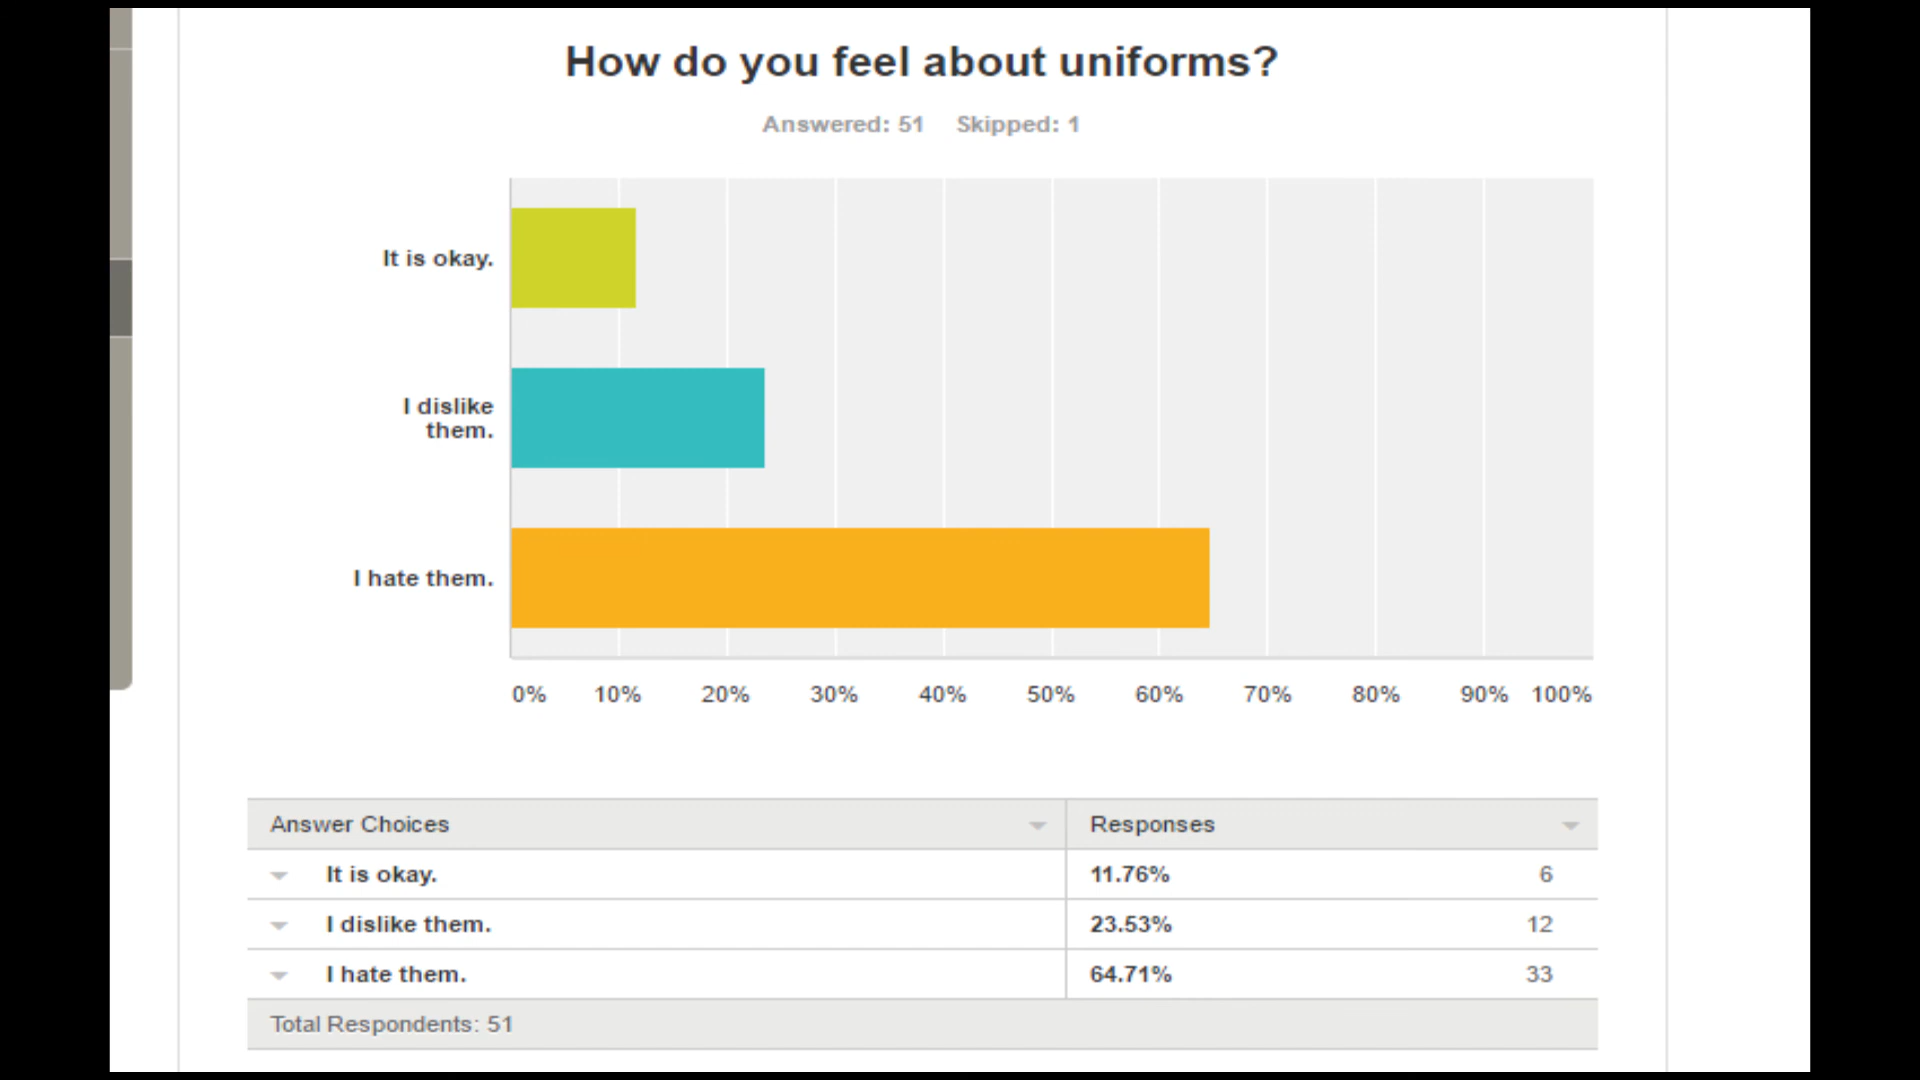 How do you feel about uniforms?
Answered: 51 Skipped: 1
It is okay.
I dislike
them.
I hate them.
0% 10% 20% 30% 40% 50% 60% 70% 80% 90% 100%
Answer Choices Responses
It is okay. 11.76% 6
I dislike them. 23.53% 12
I hate them. 64.71% 33
Total Respondents: 51